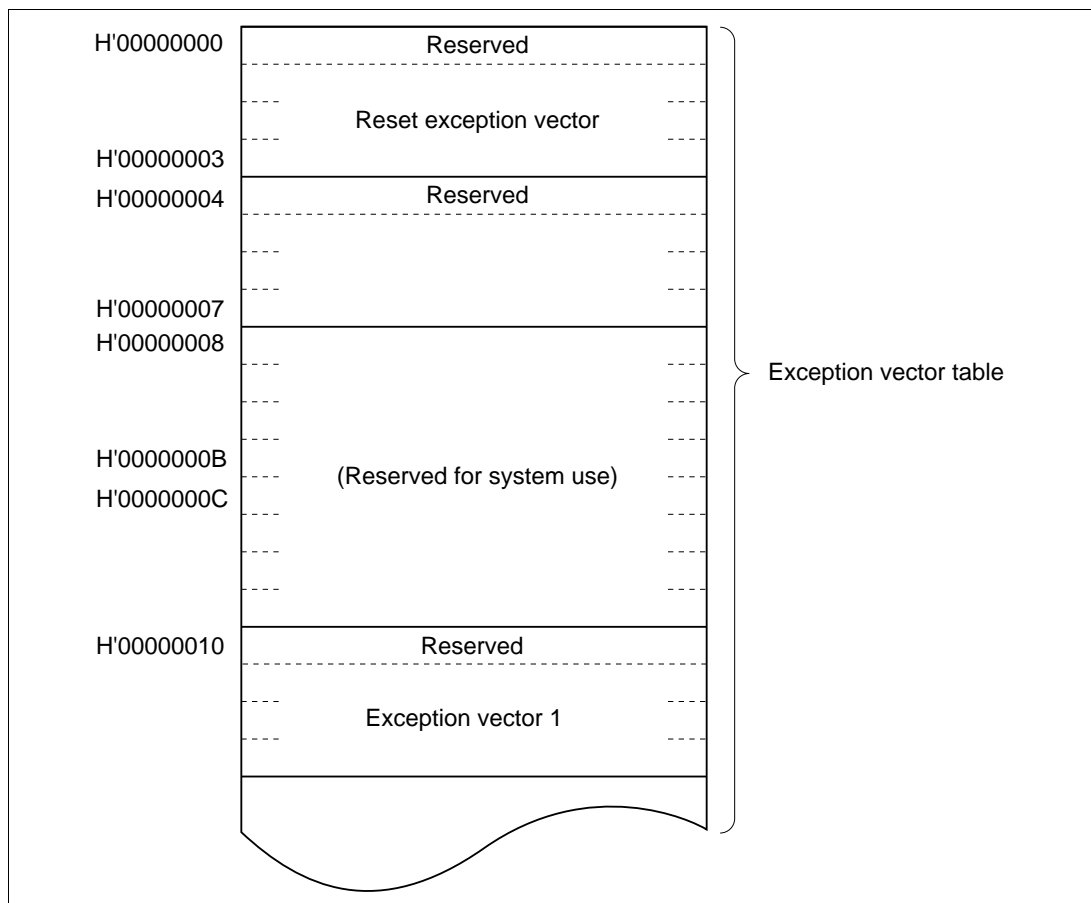 H'00000000
Reserved
Reset exception vector
H'00000003
H'00000004
Reserved
H'00000007
H'00000008
Exception vector table
H'0000000B
(Reserved for system use)
H'0000000C
H'00000010
Reserved
Exception vector 1